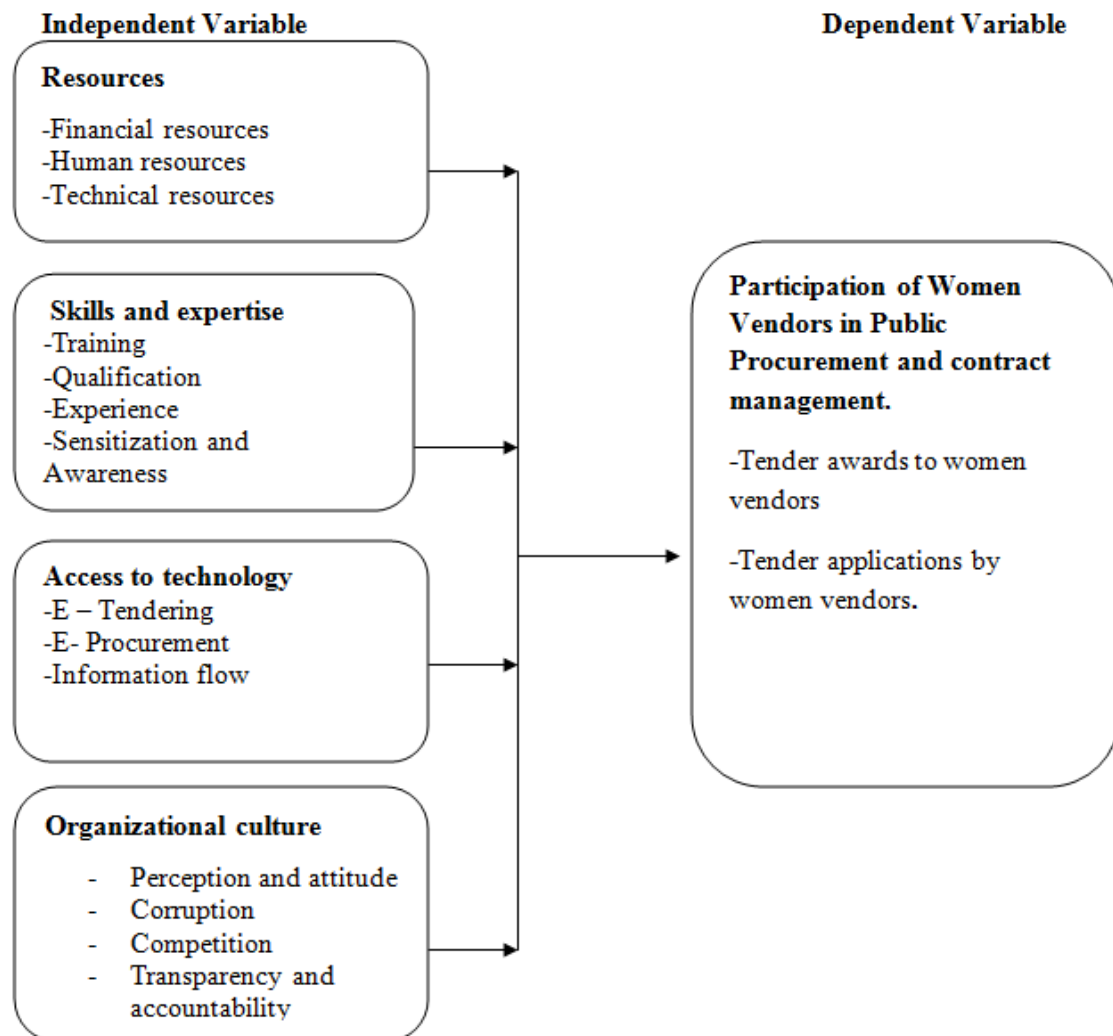 Independent Variable
Dependent Variable
Resources
-Financial resources
-Human resources
-Technical resources
Skills and expertise
-Training
-Qualification
-Experience
-Sensitization and
Awareness
Access to technology
-E – Tendering
-E- Procurement
-Information flow
Organizational culture
- Perception and attitude
- Corruption
- Competition
- Transparency and
accountability
Participation of Women
Vendors in Public
Procurement and contract
management.
-Tender awards to women
vendors
-Tender applications by
women vendors.